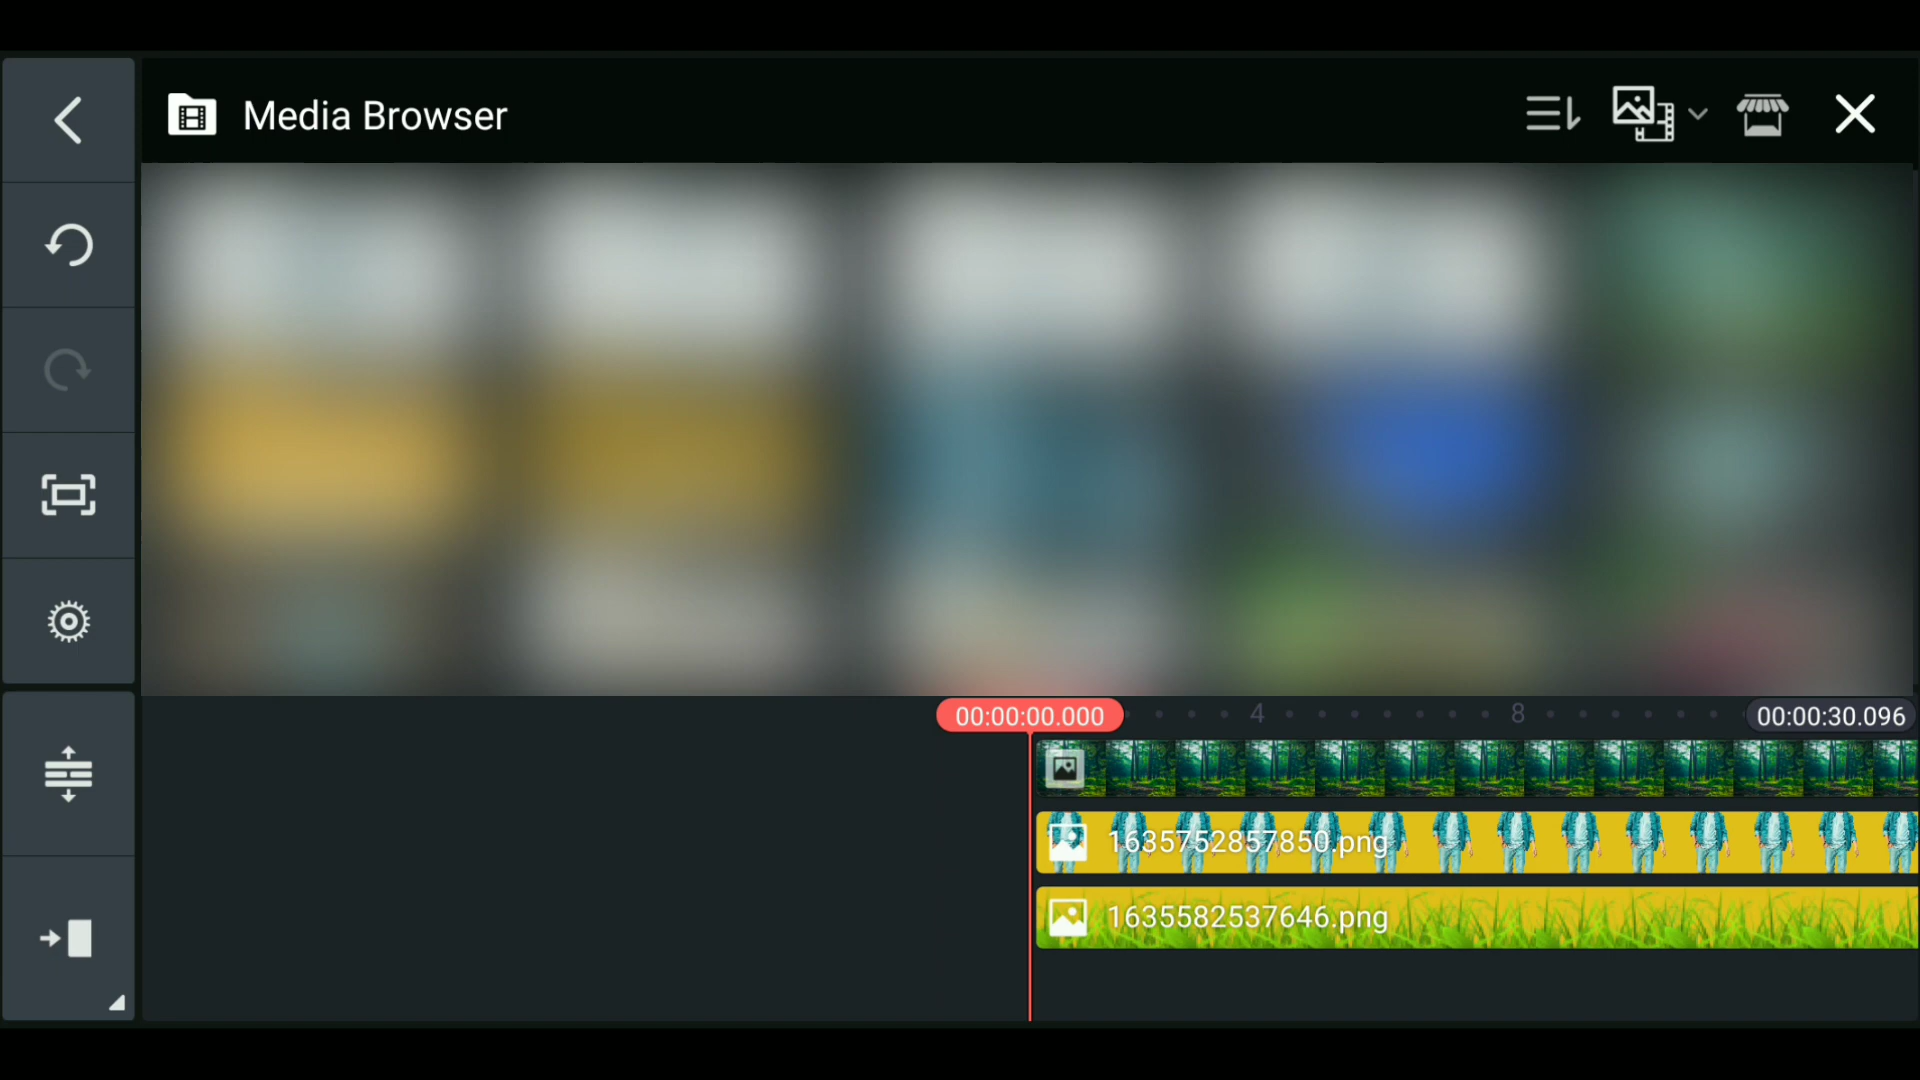 Media Browser
00:00:00.000
4
8
00:00:30.096
1635752857850.png
1635582537646.png